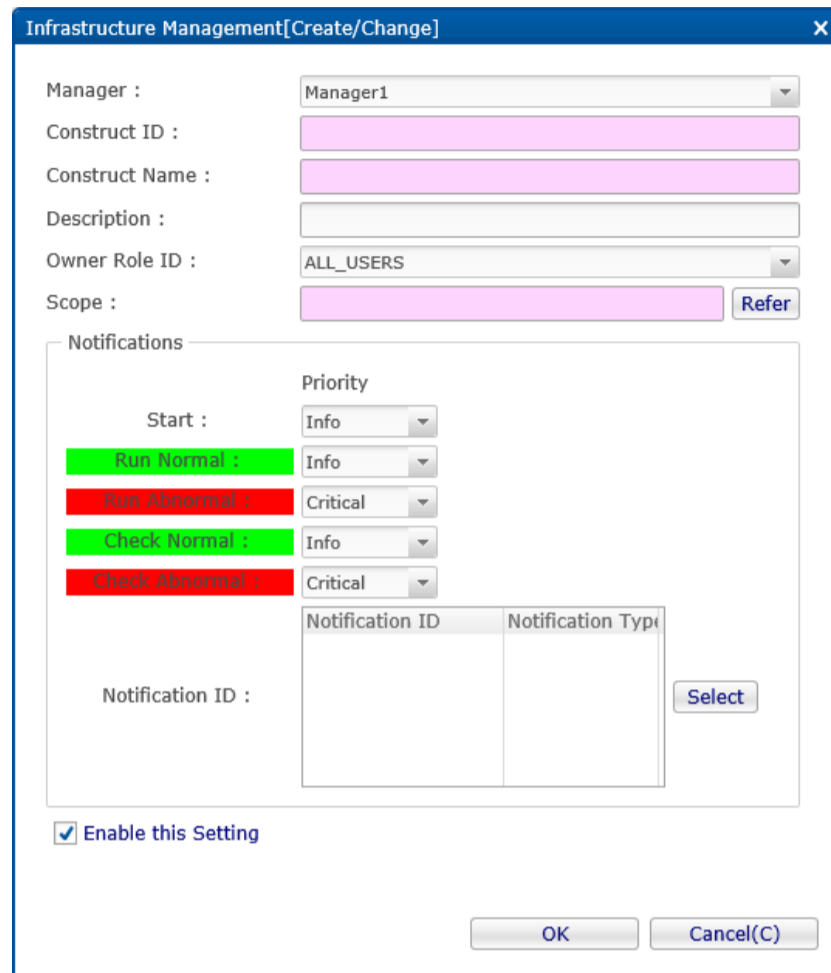 Infrastructure Management[Create/Change] x
Manager : Manager1
Construct ID :
Construct Name :
Description :
Owner Role ID : ALL_USERS
Scope : Refer
Notifications
Priority
Start : Info
Run Normal : Info
Run Abnormal : Critical
Check Normal : Info
Check Abnormal : Critical
Notification ID Notification Type
Notification ID : Select
Enable this Setting
OK Cancel(C)